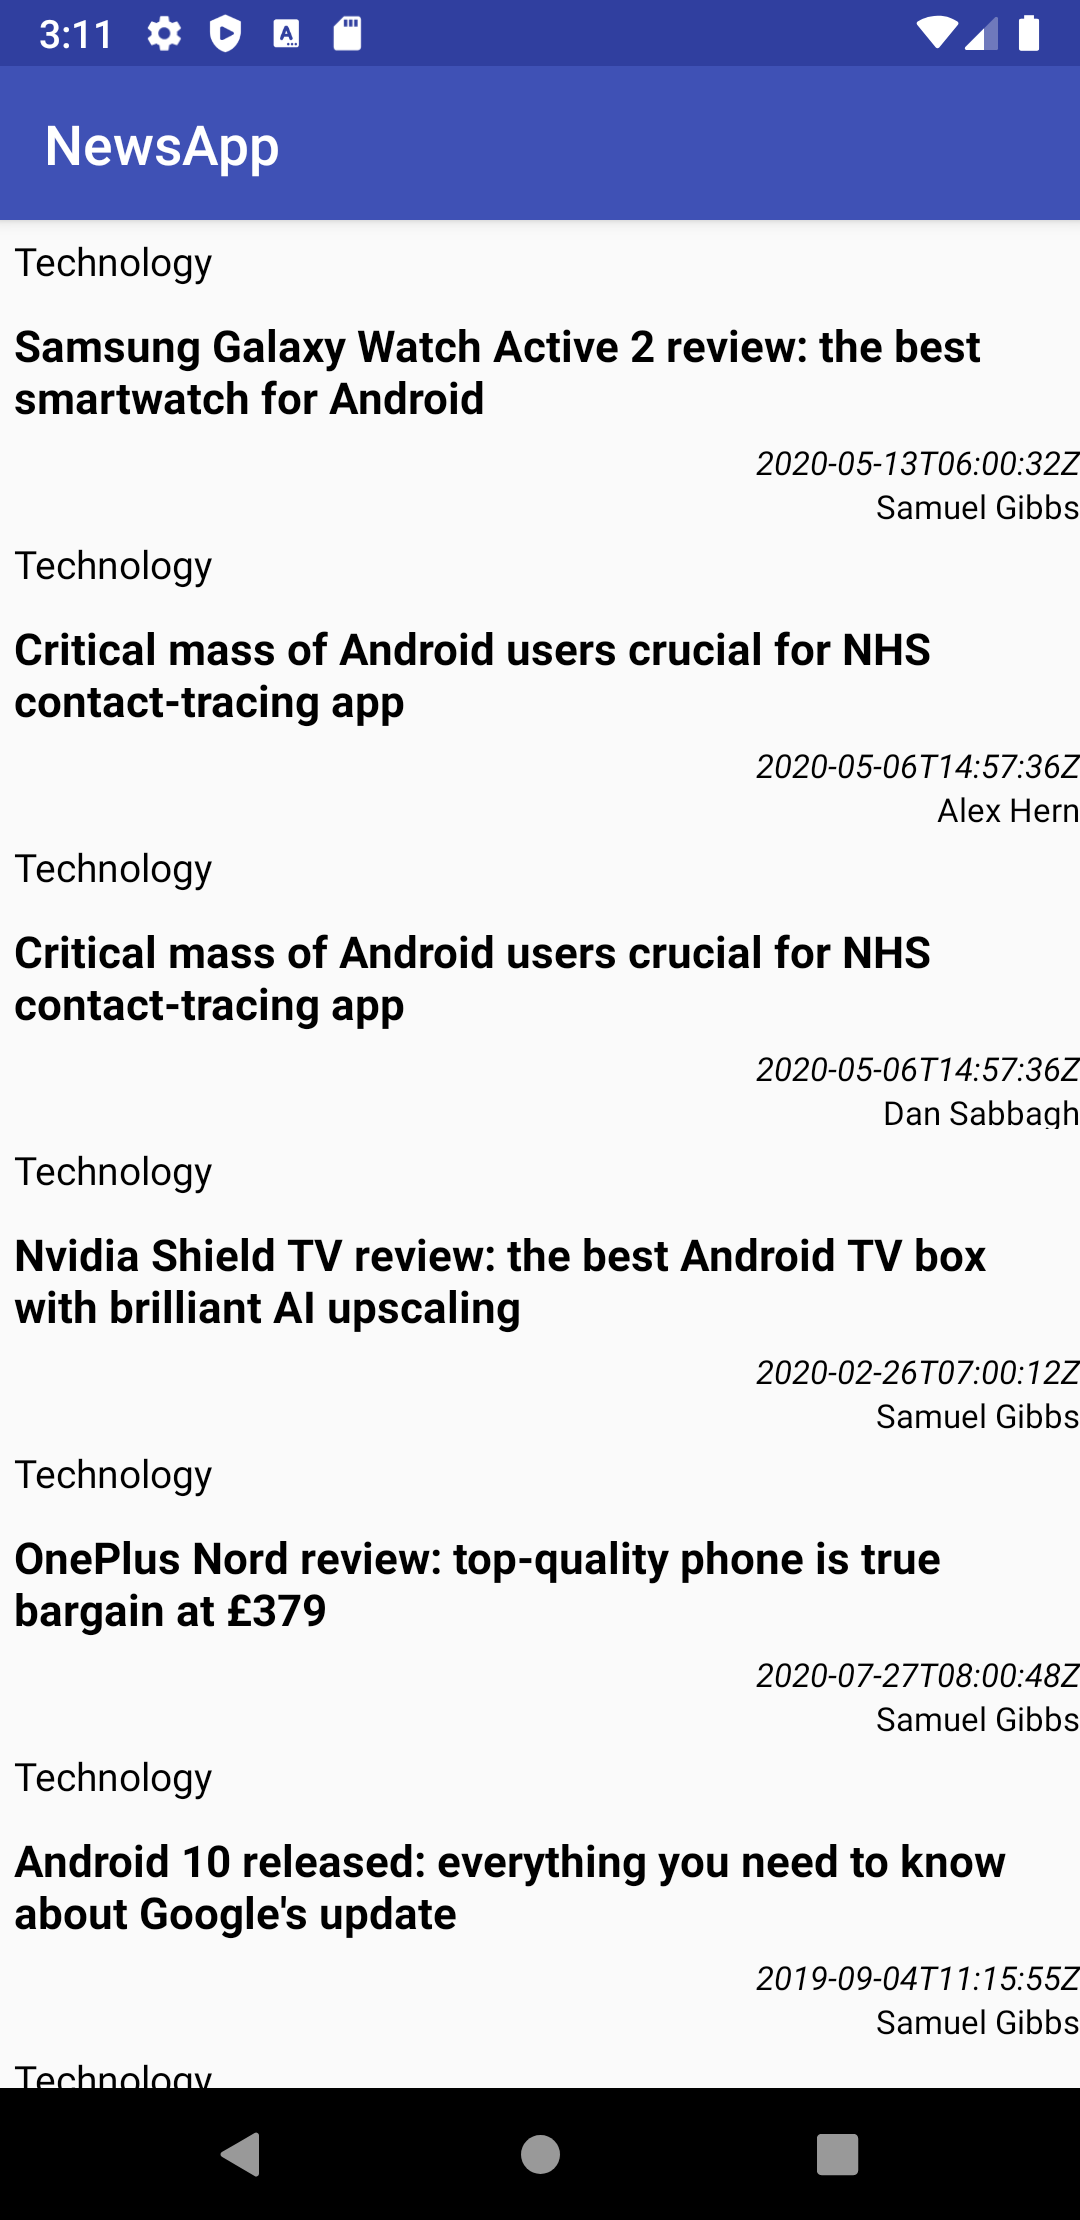 3:11
NewsApp
Technology
Samsung Galaxy Watch Active 2 review: the best
smartwatch for Android
2020-05-13T06:00:32Z
Samuel Gibbs
Technology
Critical mass of Android users crucial for NHS
contact-tracing app
2020-05-06T14:57:36Z
Alex Hern
Technology
Critical mass of Android users crucial for NHS
contact-tracing app
2020-05-06T14:57:36Z
Dan Sabbagh
Technology
Nvidia Shield TV review: the best Android TV box
with brilliant AI upscaling
2020-02-26T07:00:12Z
Samuel Gibbs
Technology
OnePlus Nord review: top-quality phone is true
bargain at £379
2020-07-27T08:00:48Z
Samuel Gibbs
Technology
Android 10 released: everything you need to know
about Google's update
2019-09-04T11:15:55Z
Samuel Gibbs
Technology